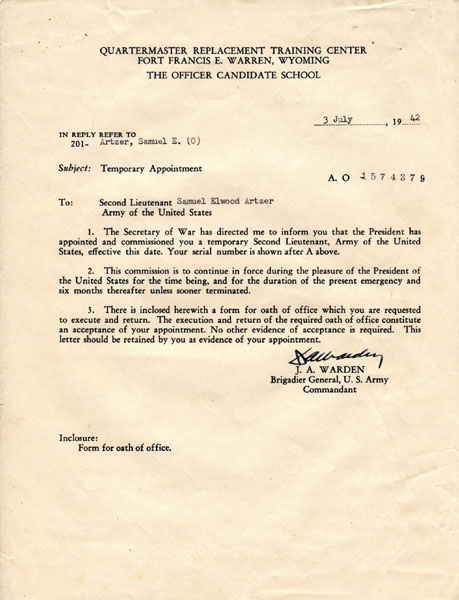 QUARTERMASTER REPLACEMENT TRAINING CENTER
FORT FRANCIS E. WARREN, WYOMING
THE OFFICER CANDIDATE SCHOOL
3 July , 19 42
IN REPLY REFER TO
201- Artzer, Samuel E. (O)
Subject: Temporary Appointment
A. O 1574379
To: Second Lieutenant Samuel Elwood Artzer
Army of the United States
1. The Secretary of War has directed me to inform you that the President has
appointed and commissioned you a temporary Second Lieutenant, Army of the United
States, effective this date. Your serial number is shown after A above.
2. This commission is to continue in force during the pleasure of the President of
the United States for the time being, and for the duration of the present emergency and
six months thereafter unless sooner terminated.
3. There is inclosed herewith a form for oath of office which you are requested
to execute and return. The execution and return of the required oath of office constitute
an acceptance of your appointment. No other evidence of acceptance is required. This
letter should be retained by you as evidence of your appointment.
JAWarden
J. A. WARDEN
Brigadier General, U. S. Army
Commandant
Inclosure:
Form for oath of office.